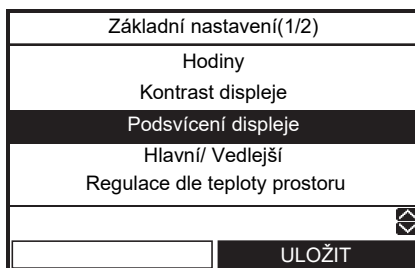 Základní nastavení(1/2)
Hodiny
Kontrast displeje
Podsvícení displeje
Hlavní/ Vedlejší
Regulace dle teploty prostoru
ULOŽIT